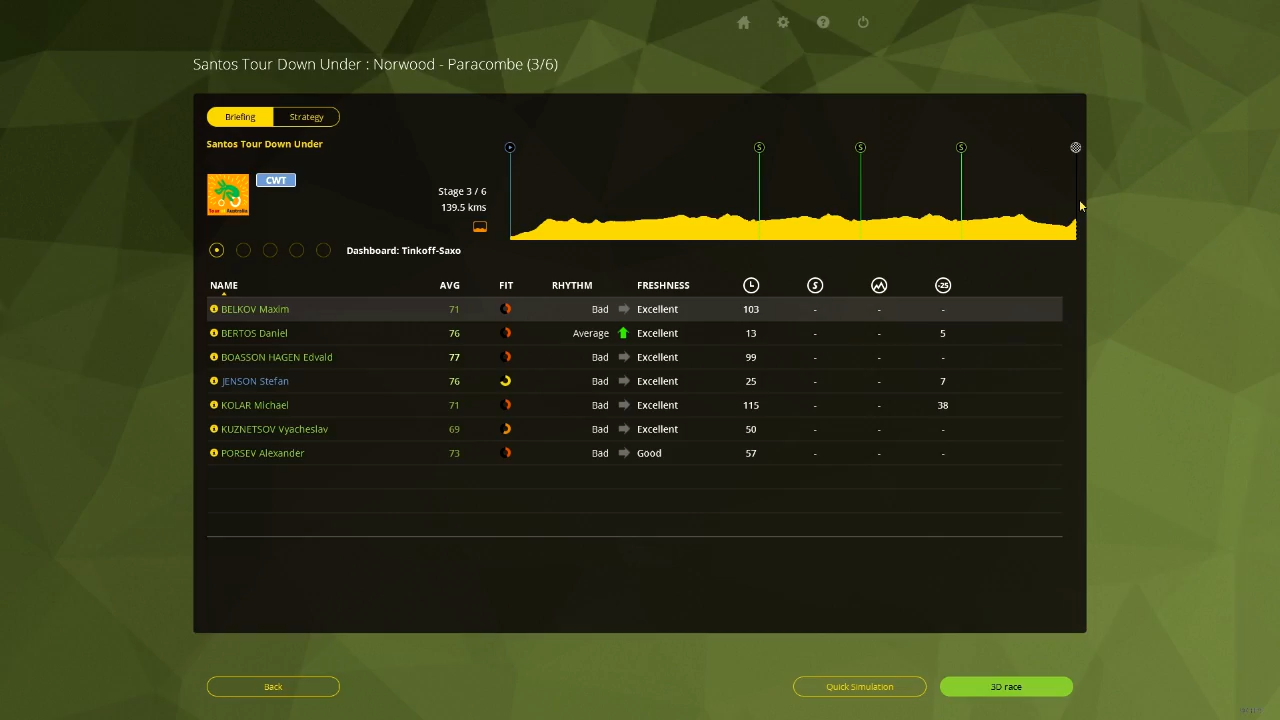 Santos Tour Down Under : Norwood - Paracombe (3/6)
Briefing Strategy
Santos Tour Down Under
CWT
Stage 3 / 6
139.5 kms
S S S
Dashboard: Tinkoff-Saxo
NAME AVG FIT RHYTHM FRESHNESS S -25
BELKOV Maxim 71 Bad Excellent 103 - - -
BERTOS Daniel 76 Average Excellent 13 - - 5
BOASSON HAGEN Edvald 77 Bad Excellent 99 - - -
JENSON Stefan 76 Bad Excellent 25 - - 7
KOLAR Michael 71 Bad Excellent 115 - - 38
KUZNETSOV Vyacheslav 69 Bad Excellent 50 - - -
PORSEV Alexander 73 Bad Good 57 - - -
Back Quick Simulation 3D race